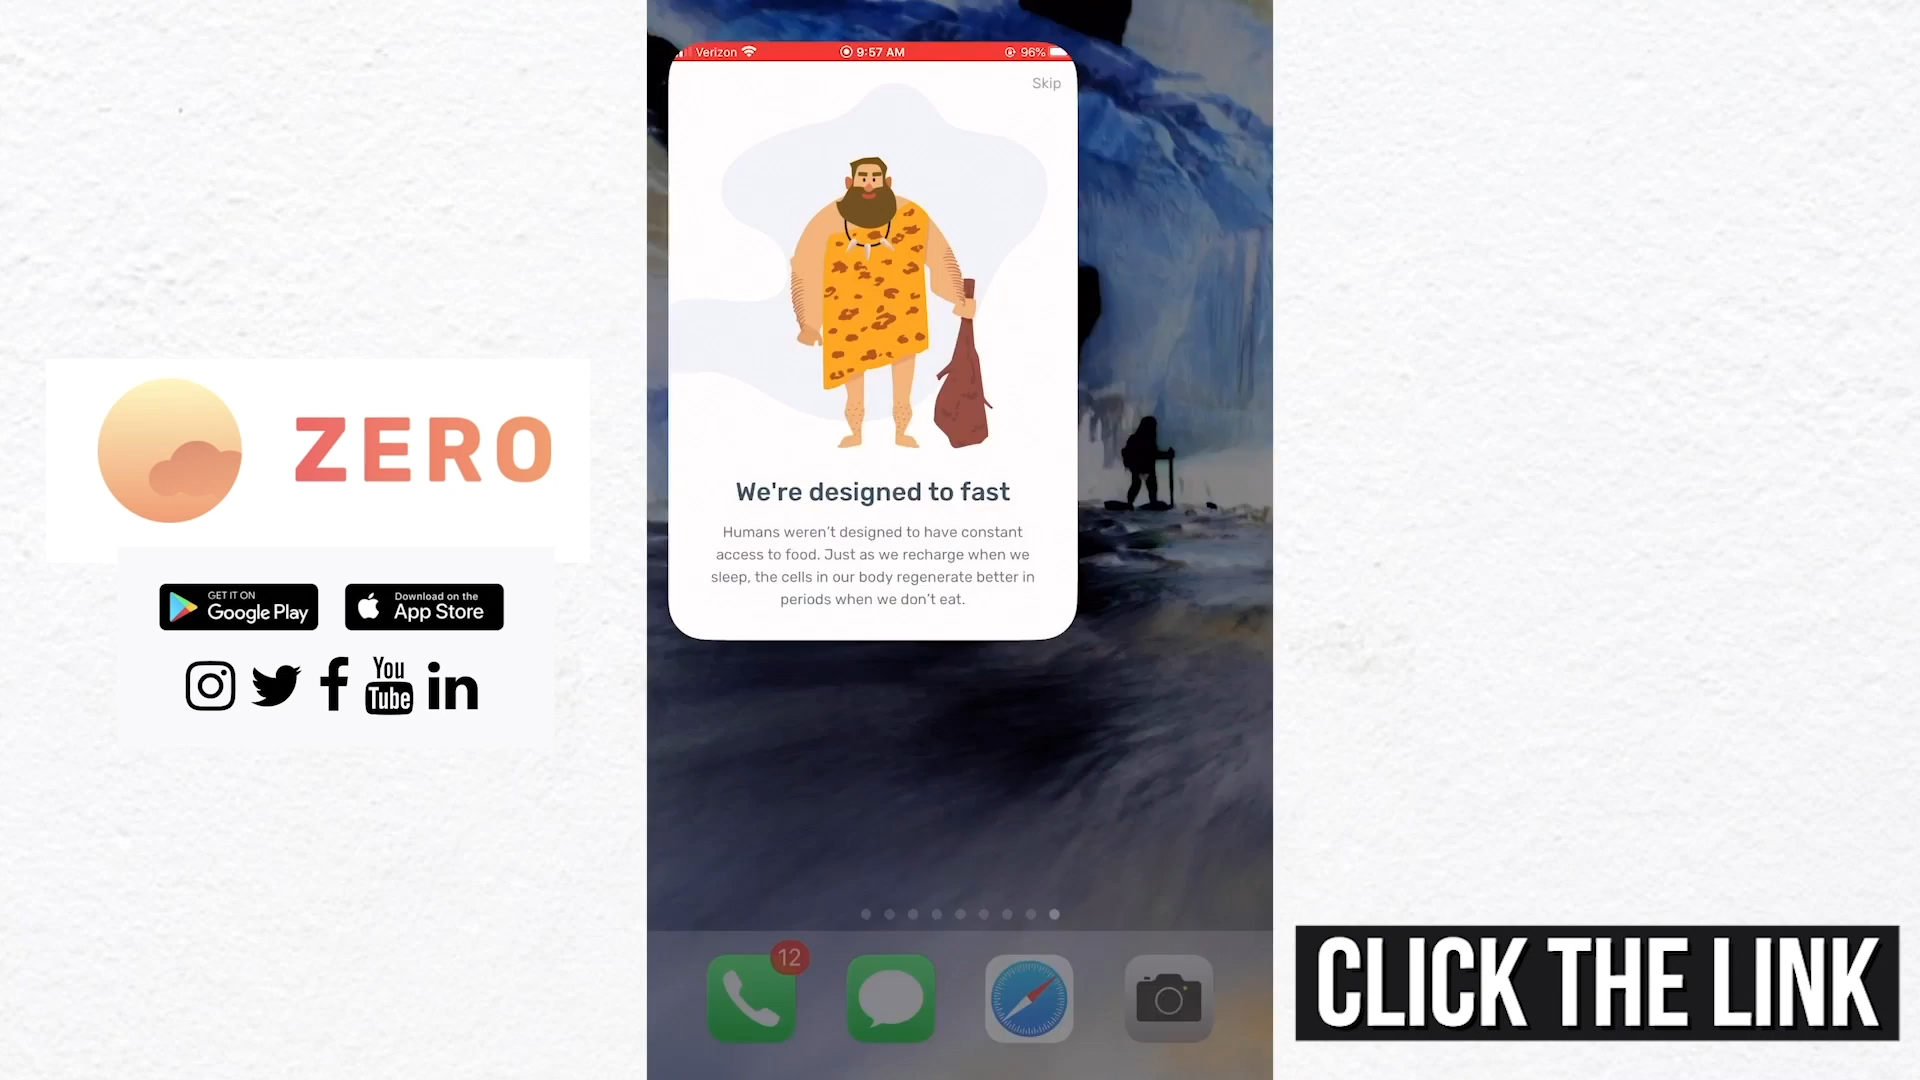 Verizon
9:57 AM
96%
Skip
We're designed to fast
Humans weren't designed to have constant
access to food. Just as we recharge when we
sleep, the cells in our body regenerate better in
periods when we don't eat.
ZERO
GET IT ON
Google Play
Download on the
App Store
You
Tube
in
12
CLICK THE LINK